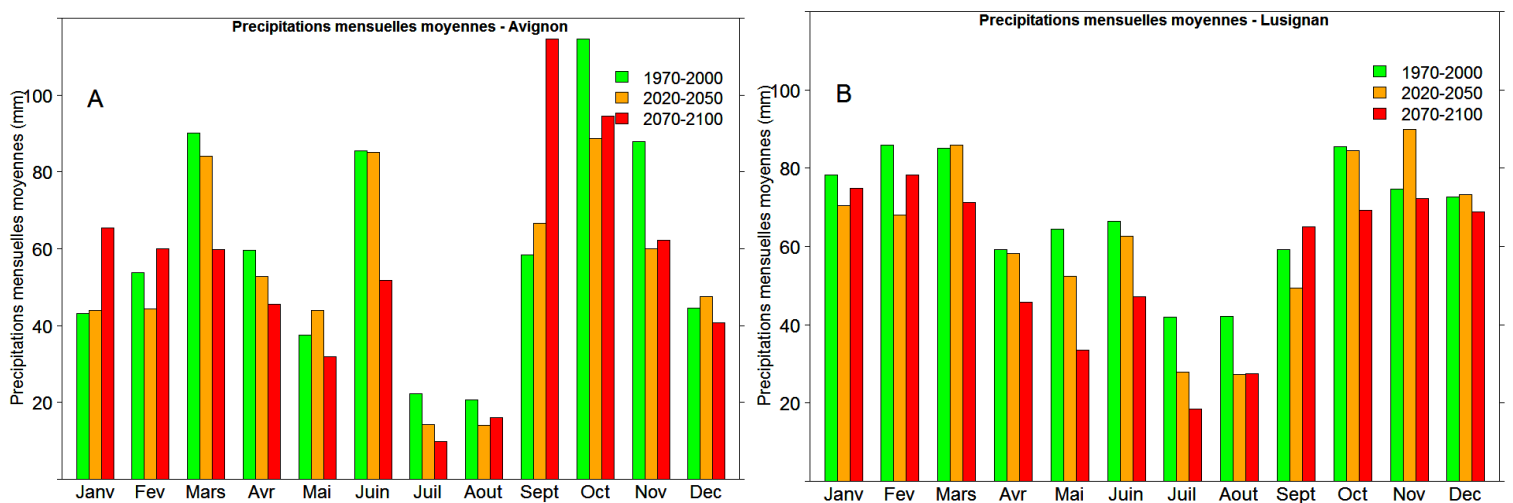 Precipitations mensuelles moyennes - Avignon
A
1970-2000
2020-2050
2070-2100
Precipitations mensuelles moyennes (mm)
100
80
60
40
20
Janv Fev Mars Avr Mai Juin Juil Aout Sept Oct Nov Dec
Precipitations mensuelles moyennes - Lusignan
B
1970-2000
2020-2050
2070-2100
Precipitations mensuelles moyennes (mm)
100
80
60
40
20
Janv Fev Mars Avr Mai Juin Juil Aout Sept Oct Nov Dec